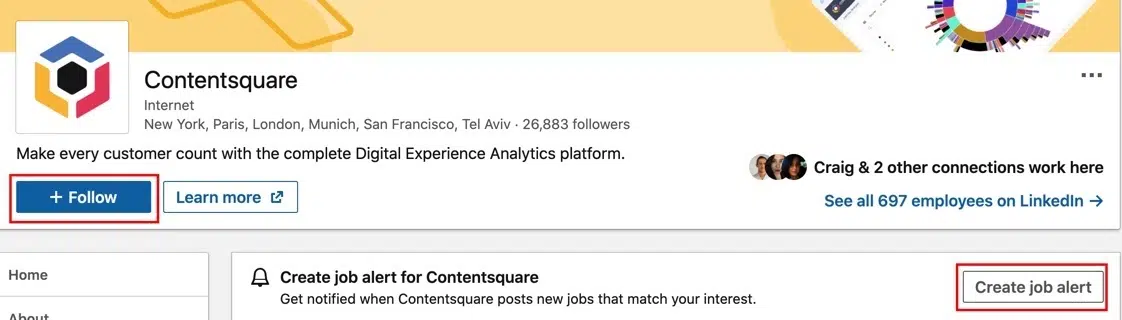 Contentsquare
Internet
New York, Paris, London, Munich, San Francisco, Tel Aviv · 26,883 followers
Make every customer count with the complete Digital Experience Analytics platform.
Craig & 2 other connections work here
+ Follow
Learn more
See all 697 employees on LinkedIn →
Home
About
Create job alert for Contentsquare
Get notified when Contentsquare posts new jobs that match your interest.
Create job alert